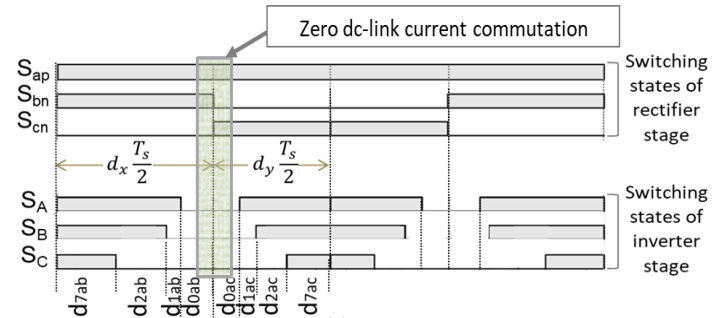 Zero dc-link current commutation
Sap
Sbn
Scn
Switching
states of
rectifier
stage
dx Ts/2
dy Ts/2
SA
SB
SC
Switching
states of
inverter
stage
d7ab
d2ab
d1ab
d0ab
d0ac
d1ac
d2ac
d7ac